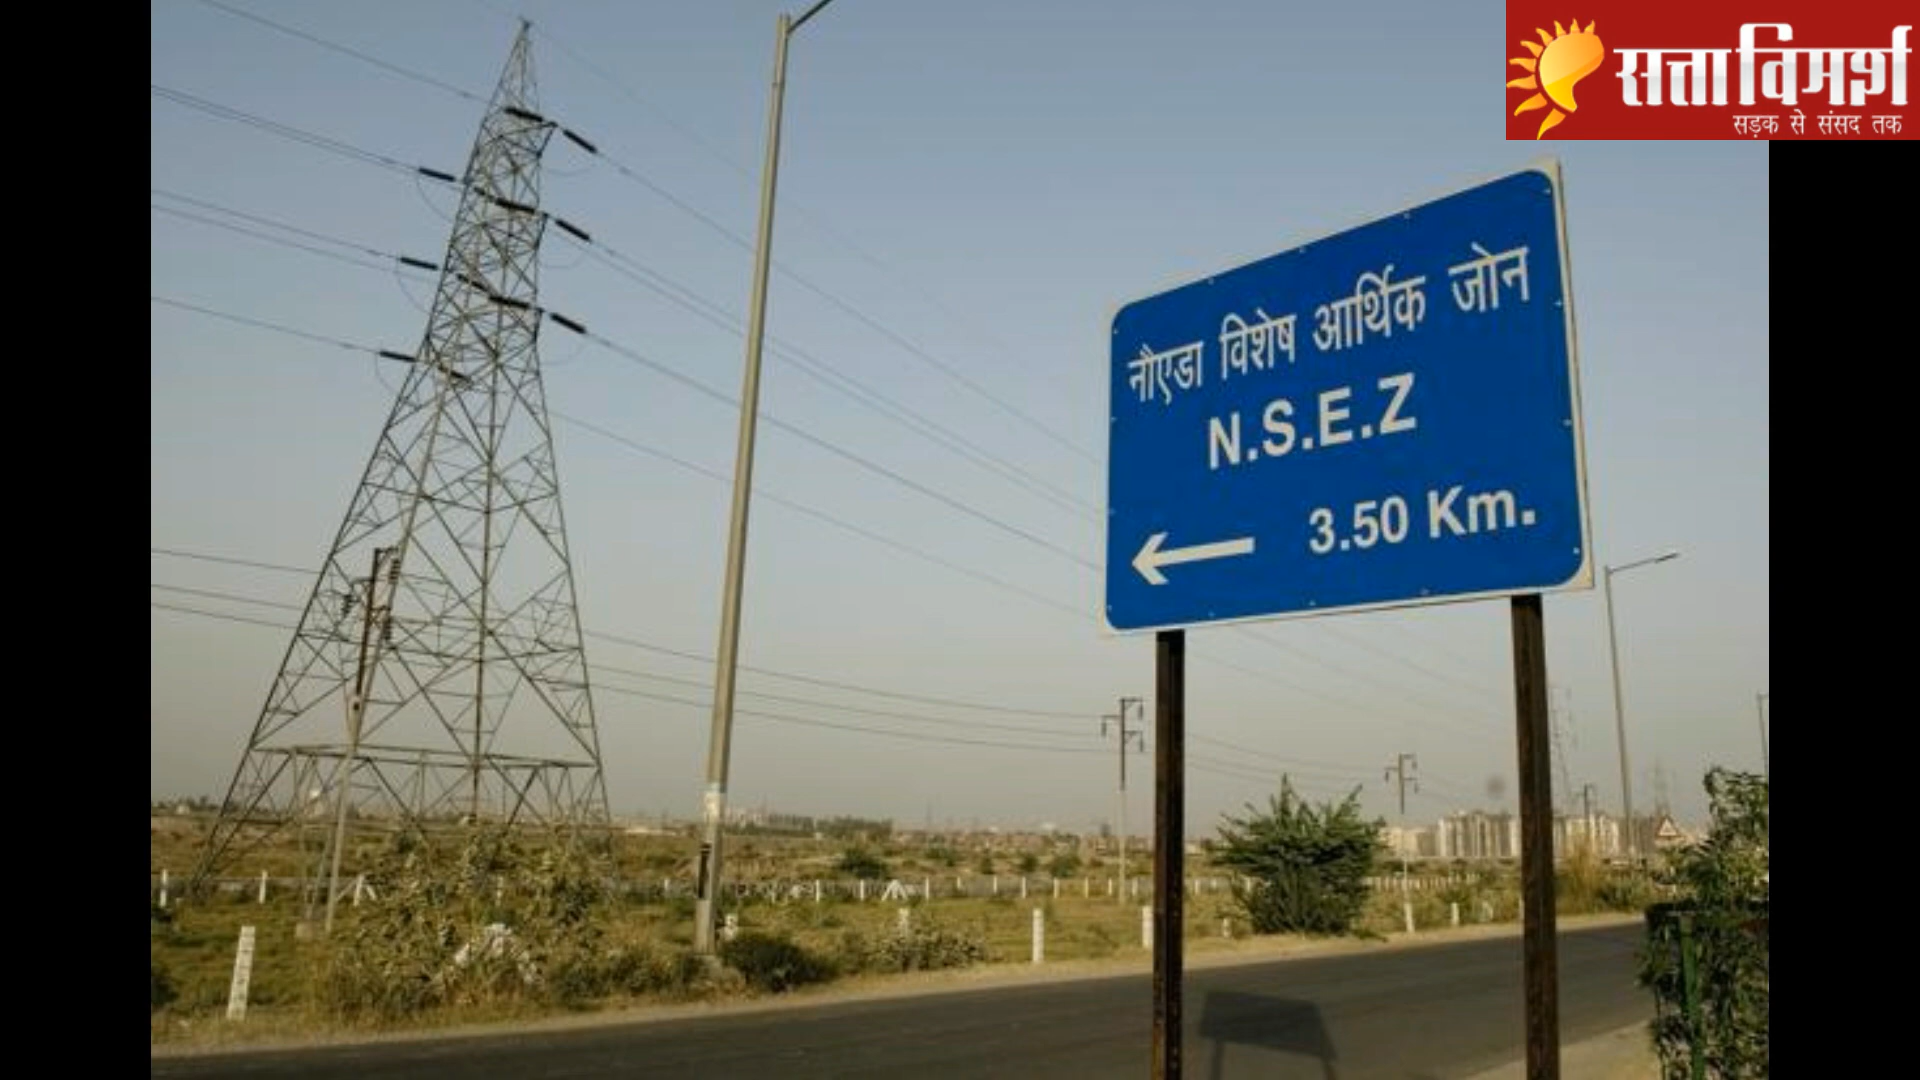 सत्ता विमर्श
सड़क से संसद तक
नौएडा विशेष आर्थिक जोन
N.S.E.Z
← 3.50 Km.